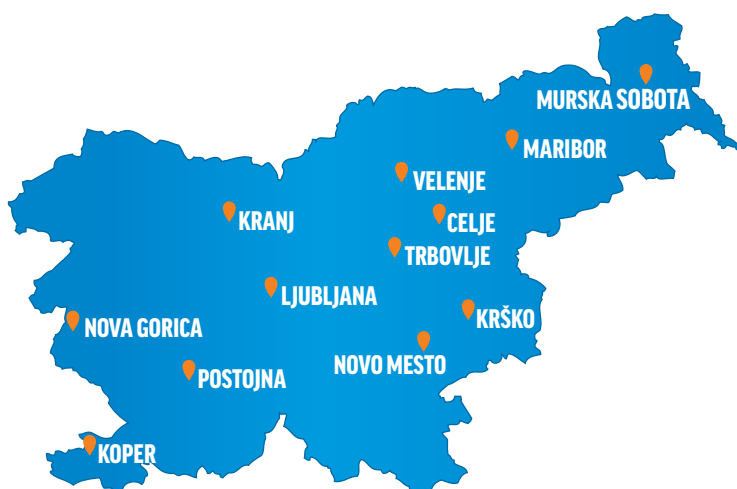 MURSKA SOBOTA
MARIBOR
VELENJE
KRANJ
CELJE
TRBOVLJE
LJUBLJANA
KRŠKO
NOVA GORICA
NOVO MESTO
POSTOJNA
KOPER